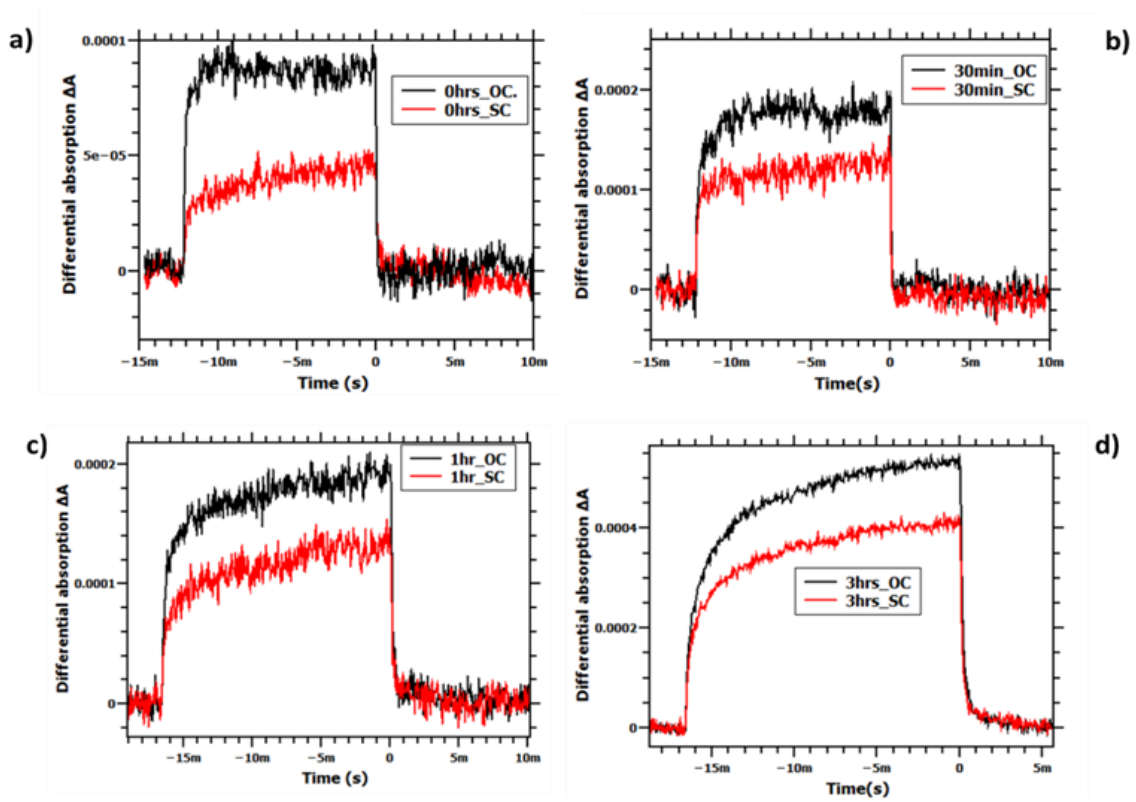 a)
0.0001
5e−05
0
Differential absorption ΔA
0hrs_OC.
0hrs_SC
−15m −10m −5m 0 5m 10m
Time (s)
b)
0.0002
0.0001
0
Differential absorption ΔA
30min_OC
30min_SC
−15m −10m −5m 0 5m 10m
Time(s)
c)
0.0002
0.0001
0
Differential absorption ΔA
1hr_OC
1hr_SC
−15m −10m −5m 0 5m 10m
Time (s)
d)
0.0004
0.0002
0
Differential absorption ΔA
3hrs_OC
3hrs_SC
−15m −10m −5m 0 5m
Time(s)